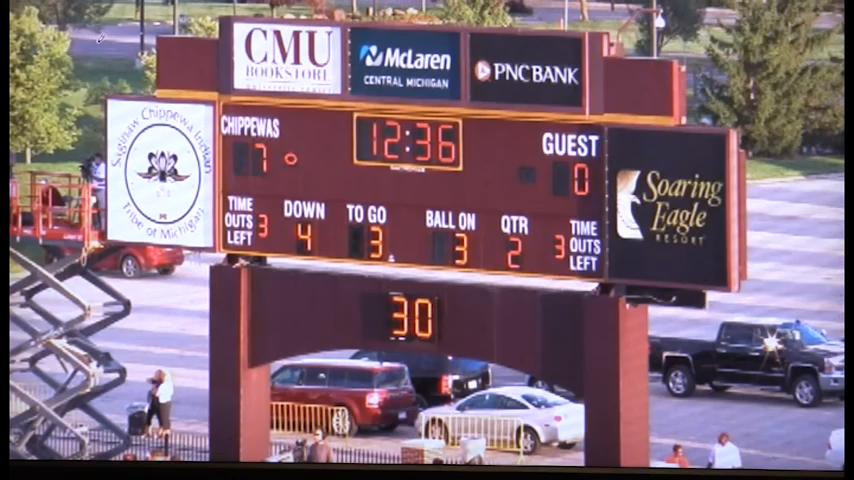 CMU
BOOKSTORE
McLaren
CENTRAL MICHIGAN
PNC BANK
Saginaw Chippewa Indian
Tribe of Michigan
CHIPPEWAS
7
12:36
GUEST
0
TIME
OUTS
LEFT
3
DOWN
4
TO GO
3
BALL ON
3
QTR
2
3
TIME
OUTS
LEFT
Soaring
Eagle
RESORT
30